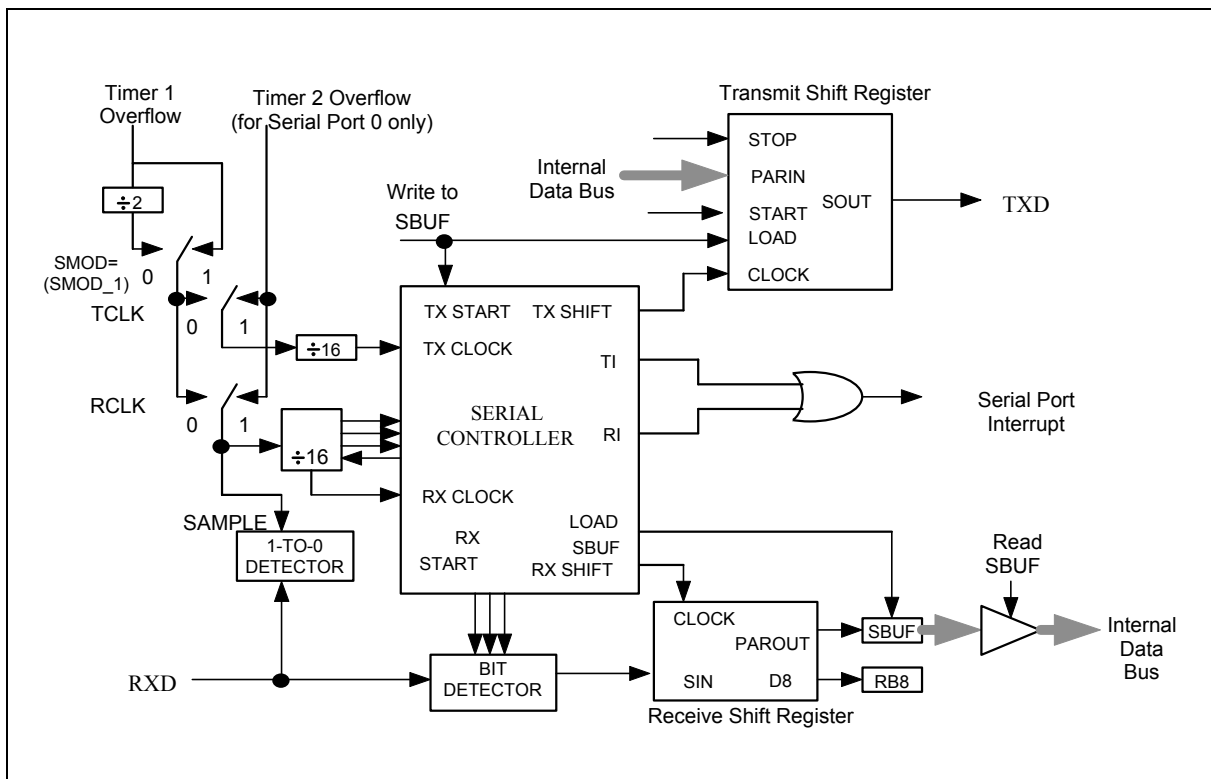 Timer 1
Overflow
Timer 2 Overflow
(for Serial Port 0 only)
÷2
SMOD=
(SMOD_1)
0
1
TCLK
0
1
÷16
RCLK
0
1
÷16
SAMPLE
1-TO-0
DETECTOR
RXD
BIT
DETECTOR
Write to
SBUF
TX START
TX SHIFT
TX CLOCK
TI
SERIAL
CONTROLLER
RI
RX CLOCK
LOAD
SBUF
RX
START
RX SHIFT
Transmit Shift Register
Internal
Data Bus
STOP
PARIN
SOUT
START
LOAD
CLOCK
TXD
Serial Port
Interrupt
CLOCK
PAROUT
SIN
D8
Receive Shift Register
SBUF
RB8
Read
SBUF
Internal
Data
Bus